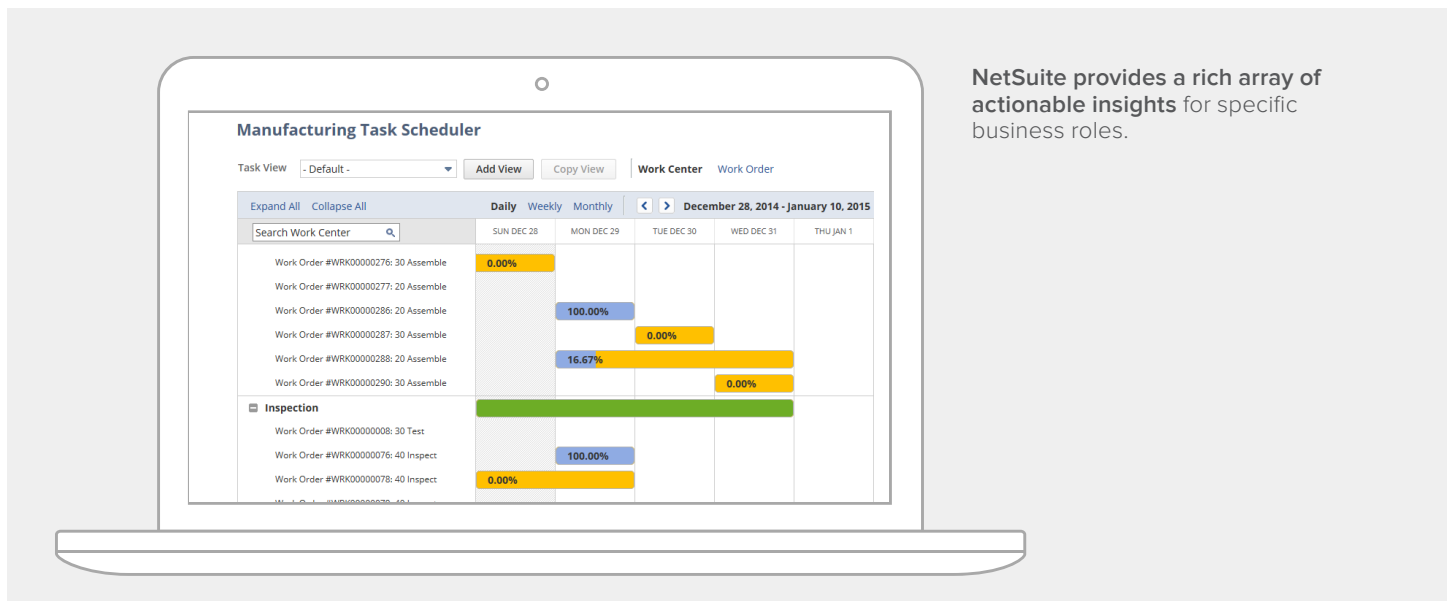 NetSuite provides a rich array of
actionable insights for specific
business roles.
Manufacturing Task Scheduler
Task View - Default - Add View Copy View Work Center Work Order
Expand All Collapse All Daily Weekly Monthly < > December 28, 2014 - January 10, 2015
Search Work Center SUN DEC 28 MON DEC 29 TUE DEC 30 WED DEC 31 THU JAN 1
Work Order #WRK00000276: 30 Assemble 0.00%
Work Order #WRK00000277: 20 Assemble
Work Order #WRK00000286: 20 Assemble 100.00%
Work Order #WRK00000287: 30 Assemble 0.00%
Work Order #WRK00000288: 20 Assemble 16.67%
Work Order #WRK00000290: 30 Assemble 0.00%
Inspection
Work Order #WRK00000008: 30 Test
Work Order #WRK00000076: 40 Inspect 100.00%
Work Order #WRK00000078: 40 Inspect 0.00%